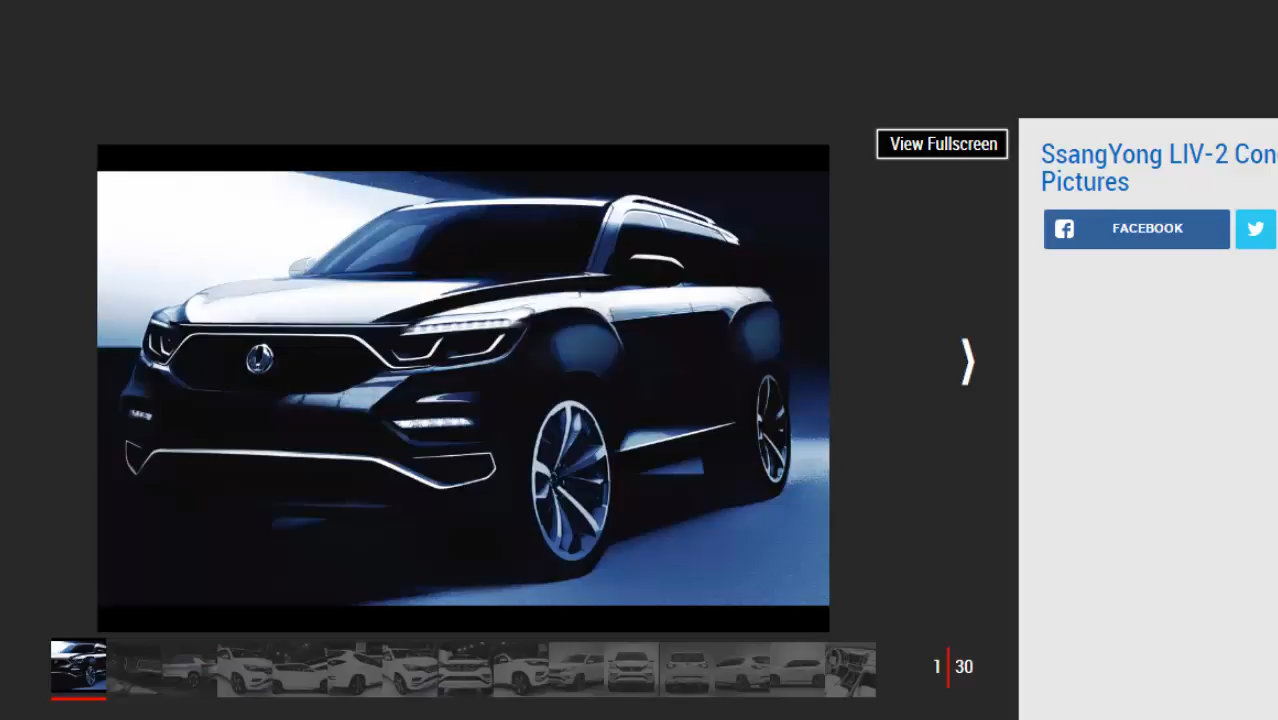 View Fullscreen
SsangYong LIV-2 Con
Pictures
FACEBOOK
1 30